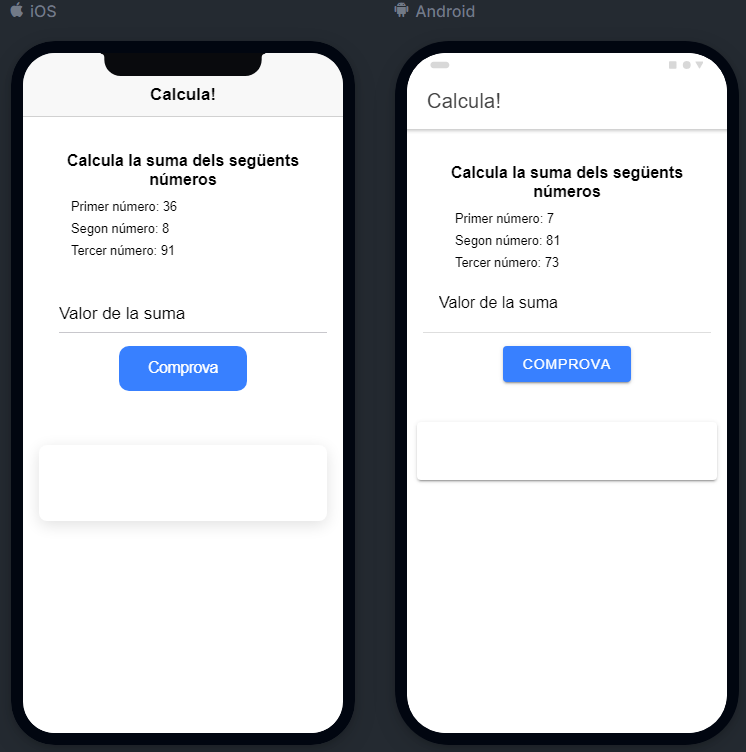 iOS
Calcula!
Calcula la suma dels següents
números
Primer número: 36
Segon número: 8
Tercer número: 91
Valor de la suma
Comprova
Android
Calcula!
Calcula la suma dels següents
números
Primer número: 7
Segon número: 81
Tercer número: 73
Valor de la suma
COMPROVA